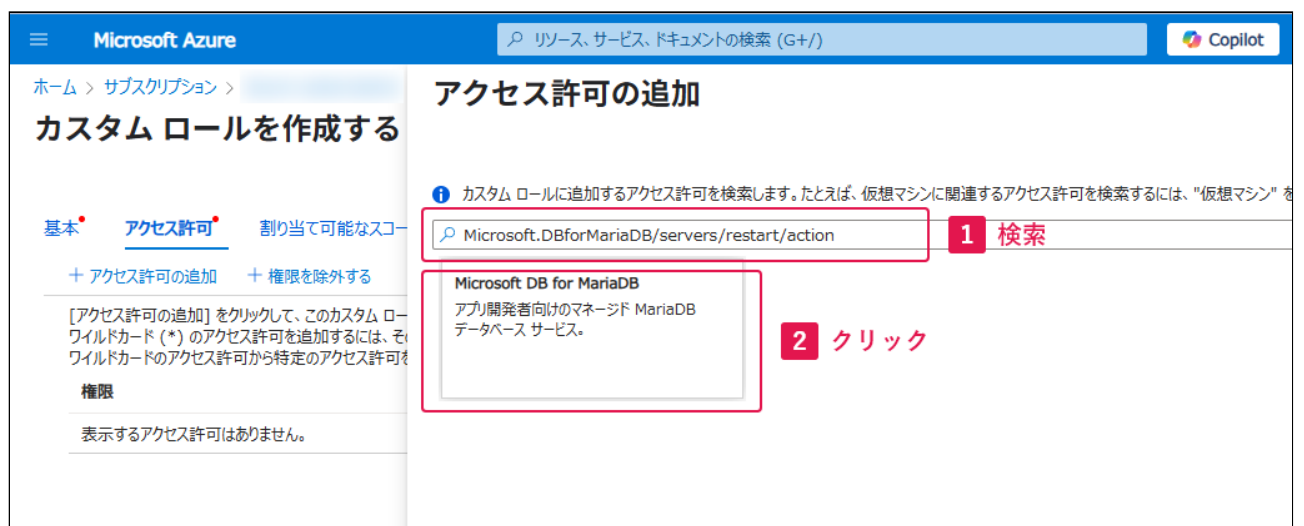 Microsoft Azure
リソース、サービス、ドキュメントの検索 (G+/)
Copilot
ホーム > サブスクリプション >
カスタム ロールを作成する
基本
アクセス許可
割り当て可能なスコー
+ アクセス許可の追加
+ 権限を除外する
[アクセス許可の追加] をクリックして、このカスタム ロー
ワイルドカード (*) のアクセス許可を追加するには、そ
ワイルドカードのアクセス許可から特定のアクセス許可を
権限
表示するアクセス許可はありません。
アクセス許可の追加
カスタム ロールに追加するアクセス許可を検索します。たとえば、仮想マシンに関連するアクセス許可を検索するには、"仮想マシン" を
Microsoft.DBforMariaDB/servers/restart/action
1 検索
Microsoft DB for MariaDB
アプリ開発者向けのマネージド MariaDB
データベース サービス。
2 クリック